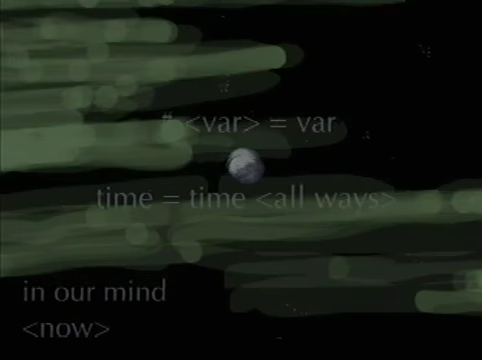 “ <var> = var
time = time <all ways>
in our mind
<now>